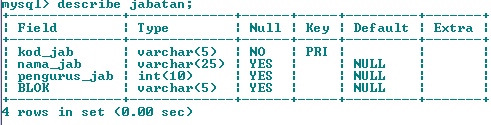 mysql> describe jabatan;
+--------------+-------------+------+-----+---------+-------+
| Field        | Type        | Null | Key | Default | Extra |
+--------------+-------------+------+-----+---------+-------+
| kod_jab      | varchar(5)  | NO   | PRI |         |       |
| nama_jab     | varchar(25) | YES  |     | NULL    |       |
| pengurus_jab | int(10)     | YES  |     | NULL    |       |
| BLOK         | varchar(5)  | YES  |     | NULL    |       |
+--------------+-------------+------+-----+---------+-------+
4 rows in set (0.00 sec)